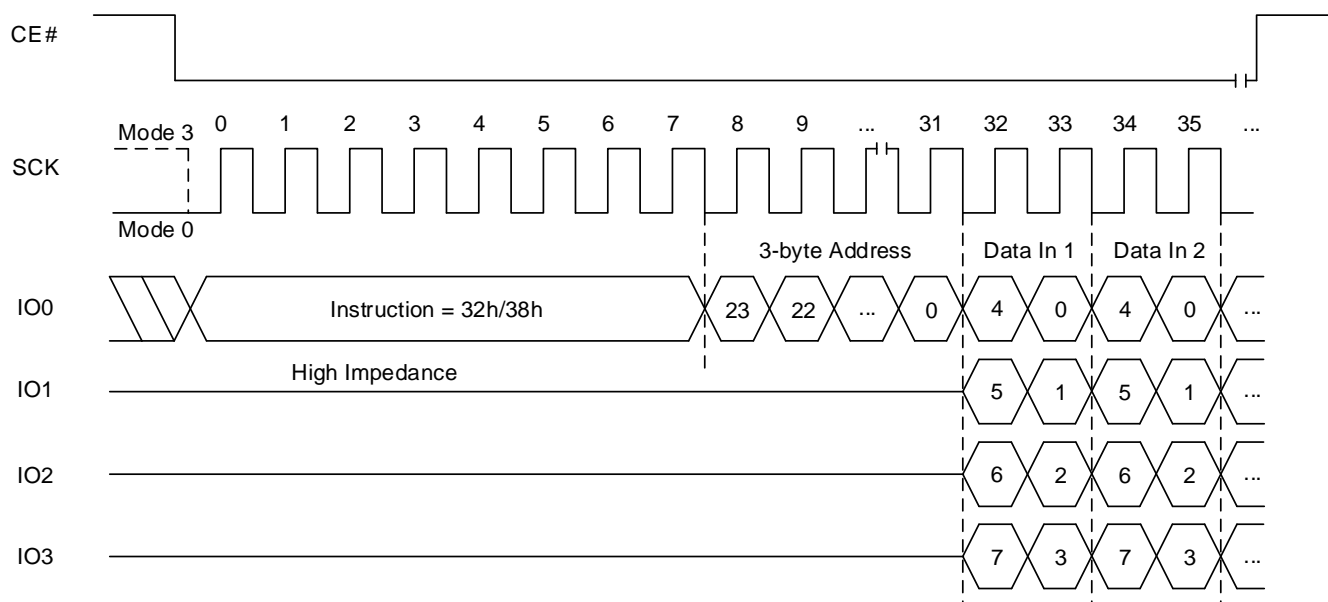 CE#
Mode 3 0 1 2 3 4 5 6 7 8 9 ... 31 32 33 34 35 ...
SCK
Mode 0
3-byte Address Data In 1 Data In 2
IO0 Instruction = 32h/38h 23 22 ... 0 4 0 4 0 ...
High Impedance
IO1 5 1 5 1 ...
IO2 6 2 6 2 ...
IO3 7 3 7 3 ...